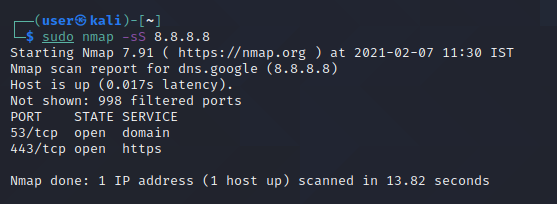 ┌──(user㉿kali)-[~]
└─$ sudo nmap -sS 8.8.8.8
Starting Nmap 7.91 ( https://nmap.org ) at 2021-02-07 11:30 IST
Nmap scan report for dns.google (8.8.8.8)
Host is up (0.017s latency).
Not shown: 998 filtered ports
PORT    STATE SERVICE
53/tcp  open  domain
443/tcp open  https
Nmap done: 1 IP address (1 host up) scanned in 13.82 seconds